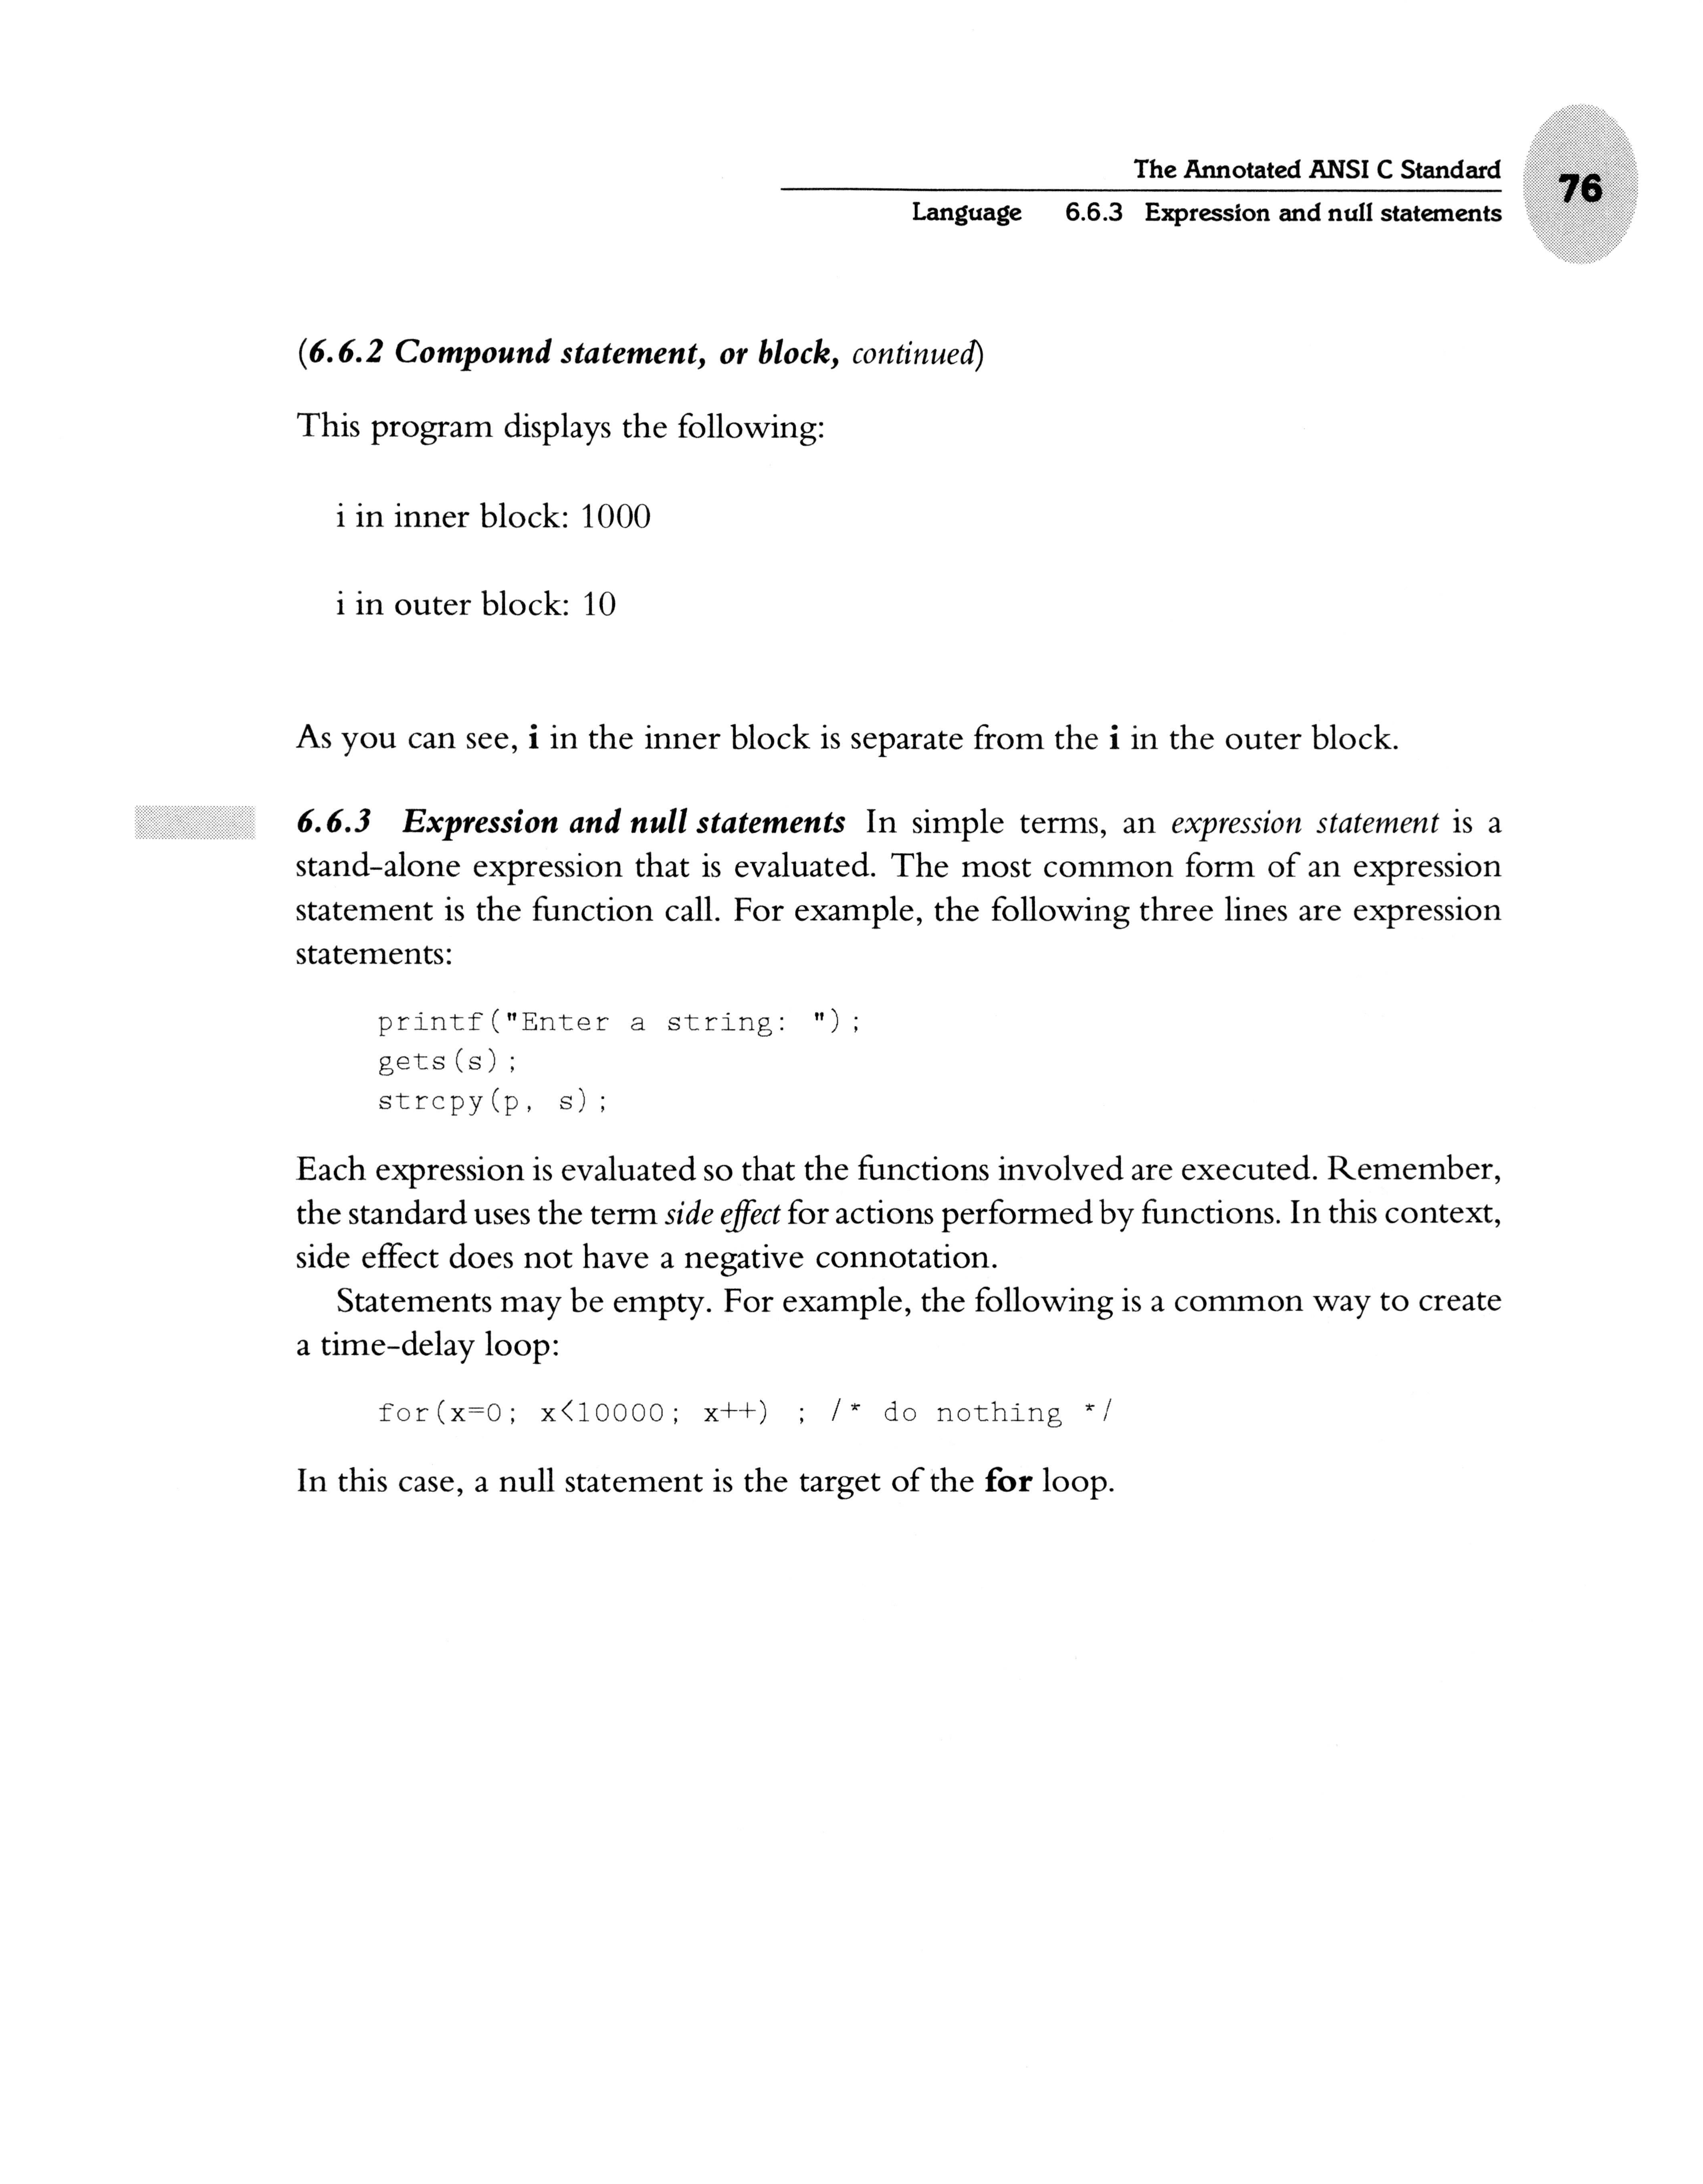 The Annotated ANSI C Standard
76
Language 6.6.3 Expression and null statements
(6.6.2 Compound statement, or block, continued)
This program displays the following:
i in inner block: 1000
i in outer block: 10
As you can see, i in the inner block is separate from the i in the outer block.
6.6.3 Expression and null statements In simple terms, an expression statement is a
stand-alone expression that is evaluated. The most common form of an expression
statement is the function call. For example, the following three lines are expression
statements:
printf("Enter a string: ");
gets(s);
strcpy(p, s);
Each expression is evaluated so that the functions involved are executed. Remember,
the standard uses the term side effect for actions performed by functions. In this context,
side effect does not have a negative connotation.
Statements may be empty. For example, the following is a common way to create
a time-delay loop:
for(x=0; x<10000; x++) ; /* do nothing */
In this case, a null statement is the target of the for loop.